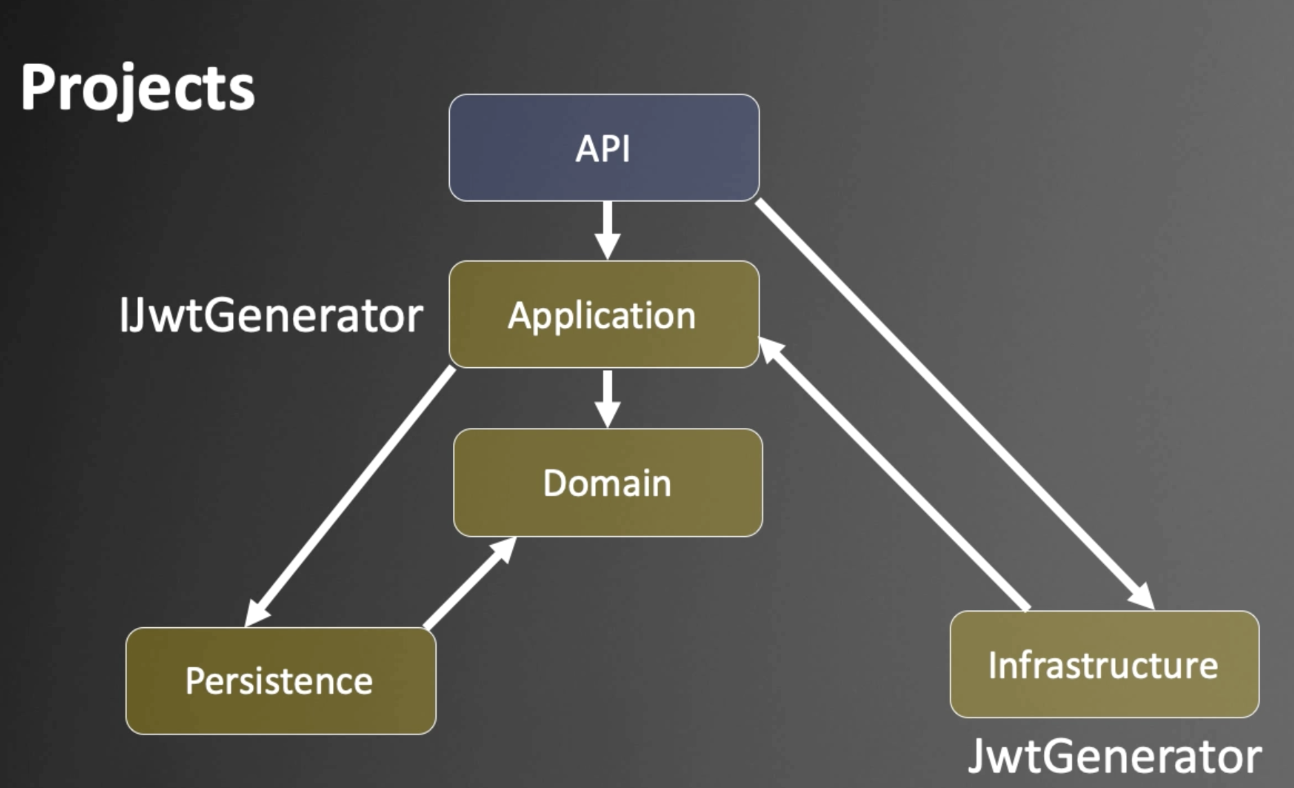 Projects
API
IJwtGenerator
Application
Domain
Persistence
Infrastructure
JwtGenerator